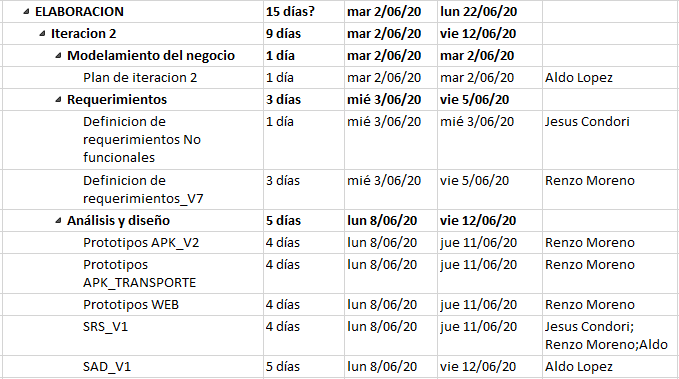 ELABORACION 15 días? mar 2/06/20 lun 22/06/20
Iteracion 2 9 días mar 2/06/20 vie 12/06/20
Modelamiento del negocio 1 día mar 2/06/20 mar 2/06/20
Plan de iteracion 2 1 día mar 2/06/20 mar 2/06/20 Aldo Lopez
Requerimientos 3 días mié 3/06/20 vie 5/06/20
Definicion de 1 día mié 3/06/20 mié 3/06/20 Jesus Condori
requerimientos No
funcionales
Definicion de 3 días mié 3/06/20 vie 5/06/20 Renzo Moreno
requerimientos_V7
Análisis y diseño 5 días lun 8/06/20 vie 12/06/20
Prototipos APK_V2 4 días lun 8/06/20 jue 11/06/20 Renzo Moreno
Prototipos 4 días lun 8/06/20 jue 11/06/20 Renzo Moreno
APK_TRANSPORTE
Prototipos WEB 4 días lun 8/06/20 jue 11/06/20 Renzo Moreno
SRS_V1 4 días lun 8/06/20 jue 11/06/20 Jesus Condori;
Renzo Moreno;Aldo
SAD_V1 5 días lun 8/06/20 vie 12/06/20 Aldo Lopez